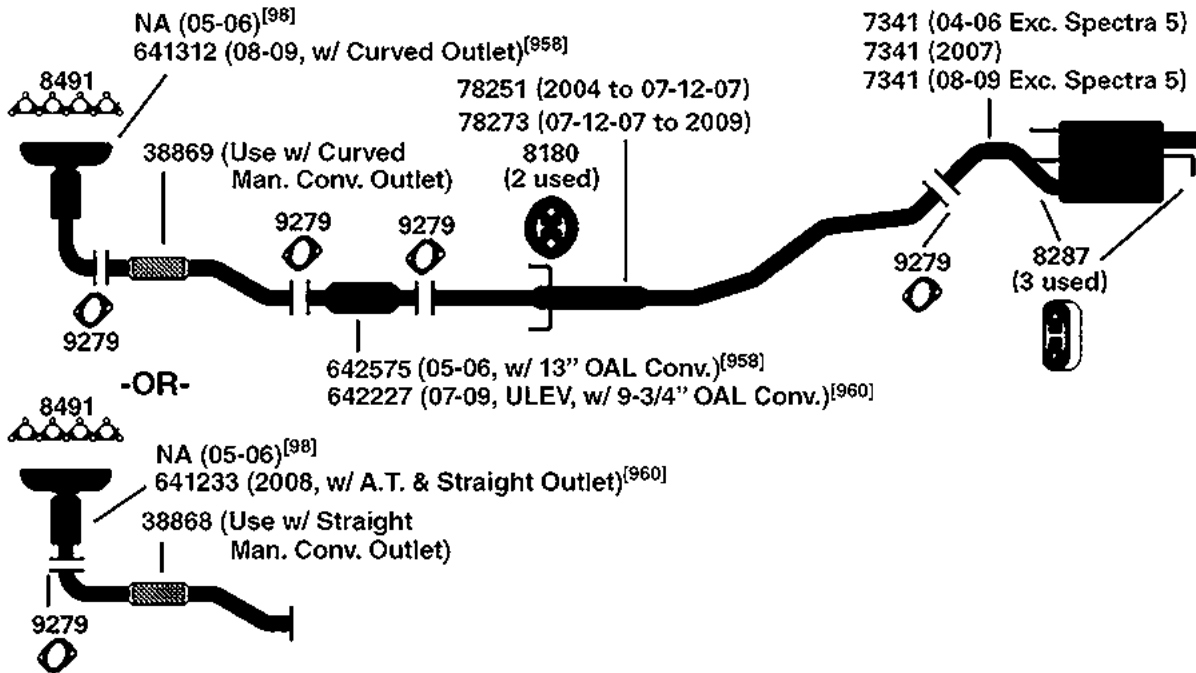 NA (05-06)[98]
641312 (08-09, w/ Curved Outlet)[958]
8491
38869 (Use w/ Curved
Man. Conv. Outlet)
9279
9279
9279
78251 (2004 to 07-12-07)
78273 (07-12-07 to 2009)
8180
(2 used)
7341 (04-06 Exc. Spectra 5)
7341 (2007)
7341 (08-09 Exc. Spectra 5)
9279
8287
(3 used)
642575 (05-06, w/ 13” OAL Conv.)[958]
642227 (07-09, ULEV, w/ 9-3/4” OAL Conv.)[960]
-OR-
8491
NA (05-06)[98]
641233 (2008, w/ A.T. & Straight Outlet)[960]
38868 (Use w/ Straight
Man. Conv. Outlet)
9279